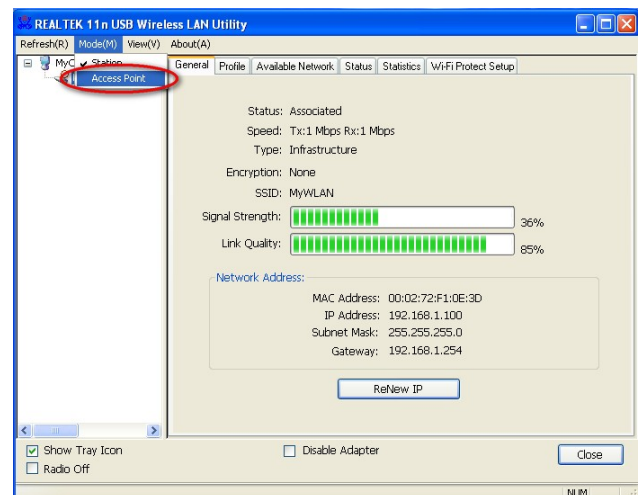 REALTEK 11n USB Wireless LAN Utility
Refresh(R) Mode(M) View(V) About(A)
MyC
Station
Access Point
General Profile Available Network Status Statistics Wi-Fi Protect Setup
Status: Associated
Speed: Tx:1 Mbps Rx:1 Mbps
Type: Infrastructure
Encryption: None
SSID: MyWLAN
Signal Strength: 36%
Link Quality: 85%
Network Address:
MAC Address: 00:02:72:F1:0E:3D
IP Address: 192.168.1.100
Subnet Mask: 255.255.255.0
Gateway: 192.168.1.254
ReNew IP
Show Tray Icon
Radio Off
Disable Adapter
Close
NUM